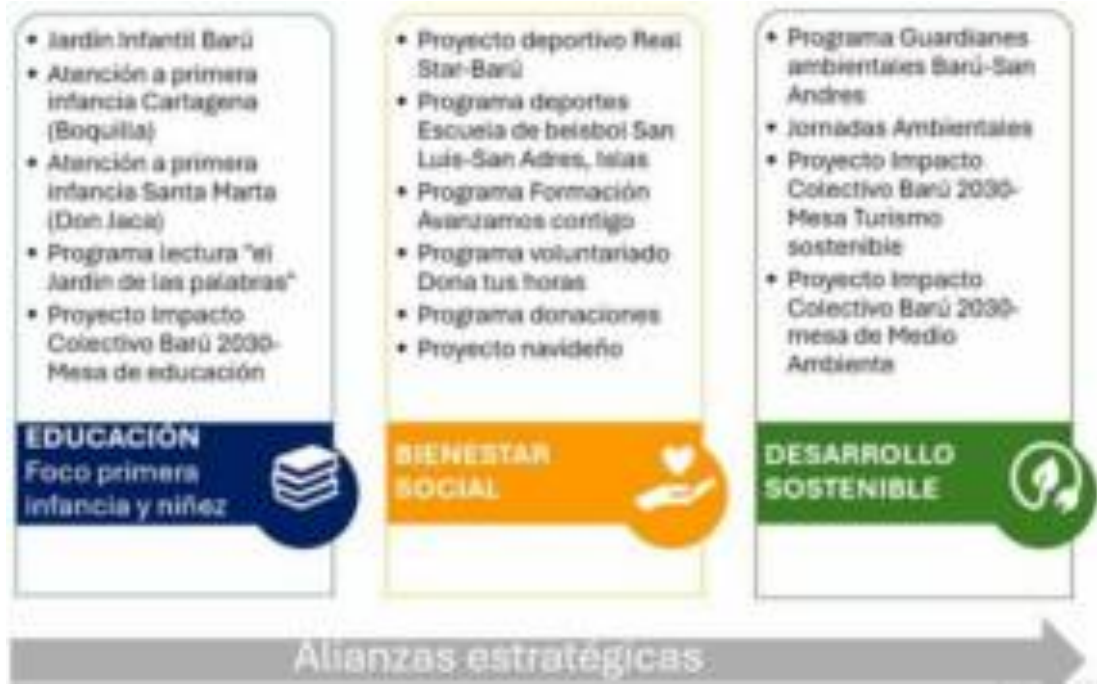 • Jardín Infantil Barú
• Atención a primera
infancia Cartagena
(Boquilla)
• Atención a primera
infancia Santa Marta
(Don Jaca)
• Programa lectura "el
Jardín de las palabras"
• Proyecto Impacto
Colectivo Barú 2030-
Mesa de educación
EDUCACIÓN
Foco primera
infancia y niñez
• Proyecto deportivo Real
Star-Barú
• Programa deportes
Escuela de beisbol San
Luis-San Adres, Islas
• Programa Formación
Avanzamos contigo
• Programa voluntariado
Dona tus horas
• Programa donaciones
• Proyecto navideño
BIENESTAR
SOCIAL
• Programa Guardianes
ambientales Barú-San
Andres
• Jornadas Ambientales
• Proyecto Impacto
Colectivo Barú 2030-
Mesa Turismo
sostenible
• Proyecto Impacto
Colectivo Barú 2030-
mesa de Medio
Ambienta
DESARROLLO
SOSTENIBLE
Alianzas estratégicas